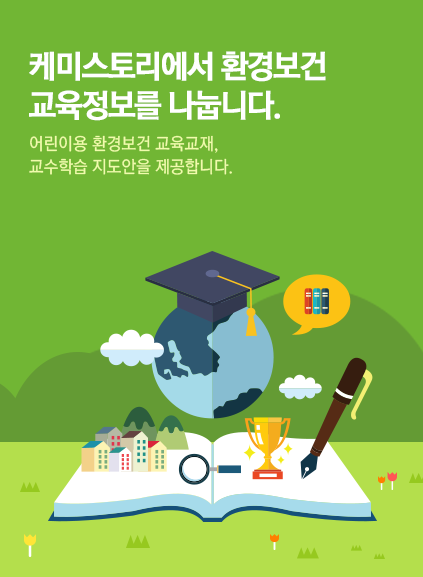 케미스토리에서 환경보건
교육정보를 나눕니다.
어린이용 환경보건 교육교재,
교수학습 지도안을 제공합니다.